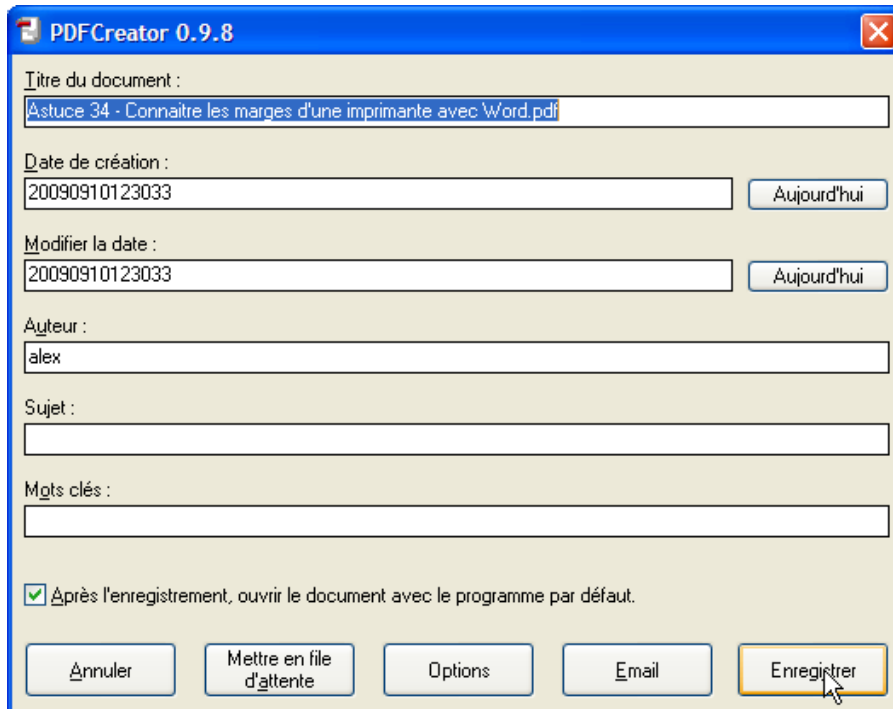 PDFCreator 0.9.8
Titre du document :
Astuce 34 - Connaitre les marges d'une imprimante avec Word.pdf
Date de création :
20090910123033
Aujourd'hui
Modifier la date :
20090910123033
Aujourd'hui
Auteur :
alex
Sujet :
Mots clés :
Après l'enregistrement, ouvrir le document avec le programme par défaut.
Annuler
Mettre en file
d'attente
Options
Email
Enregistrer